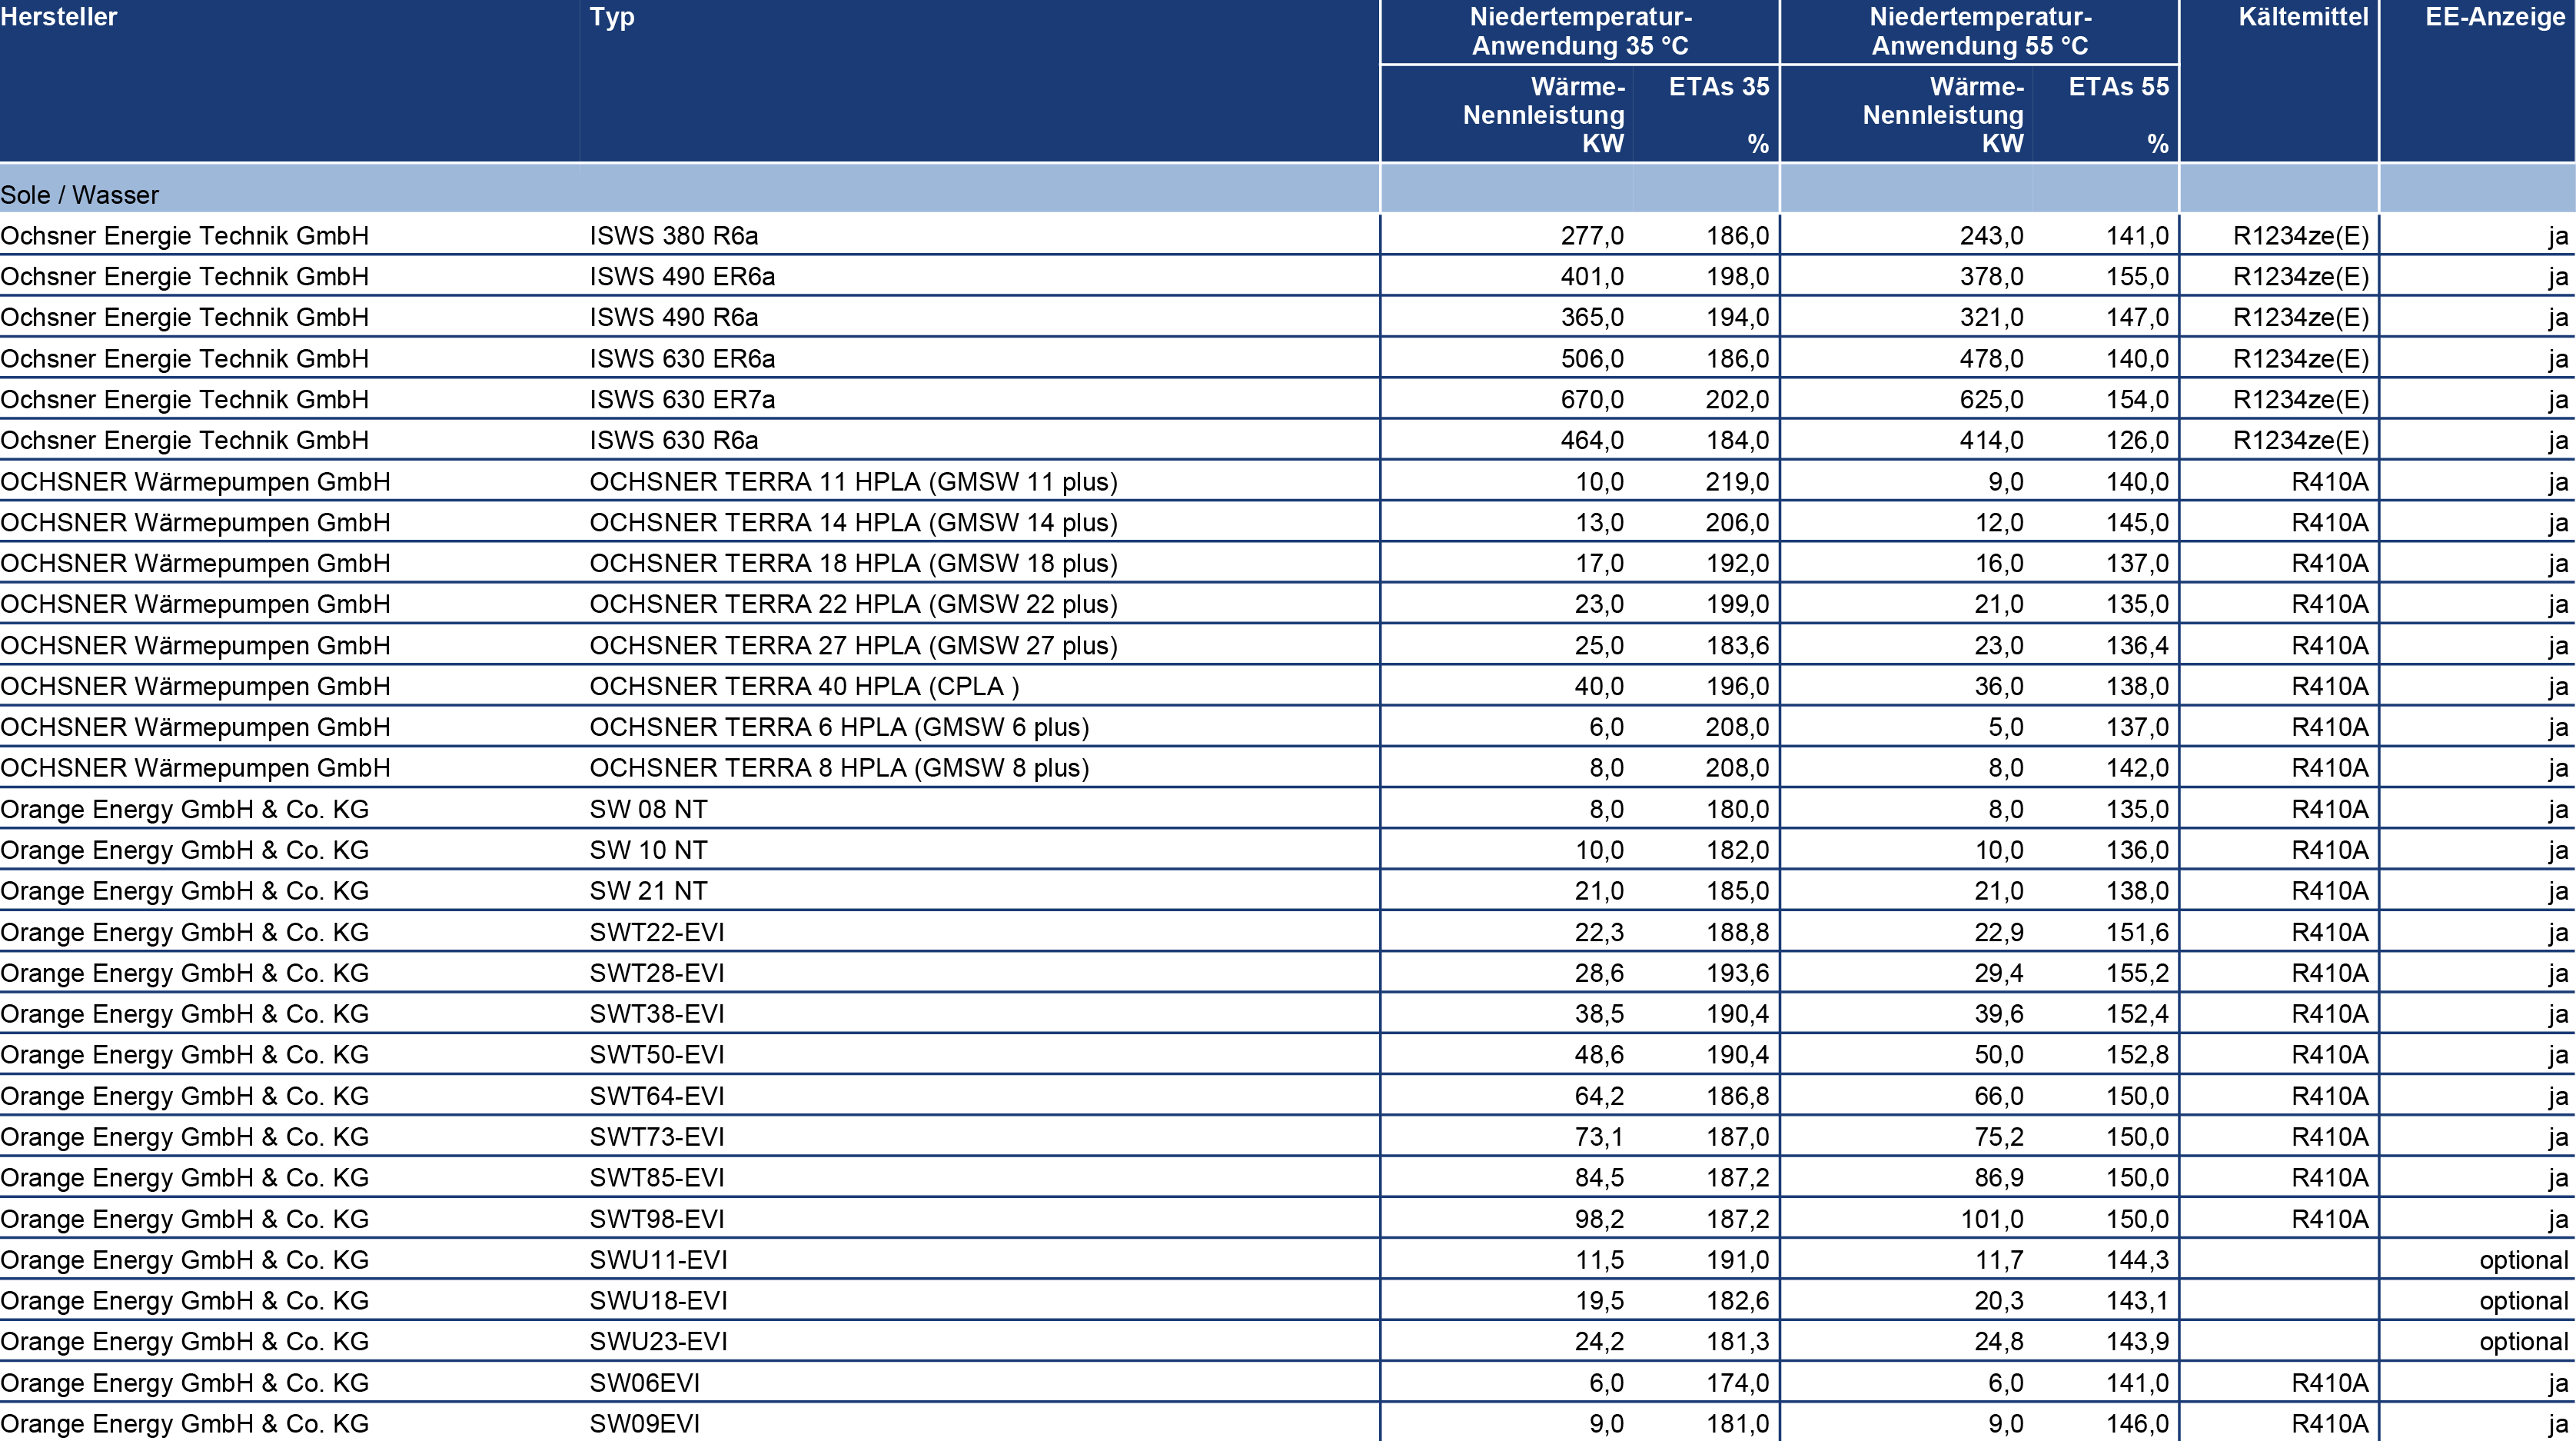 Hersteller Typ Niedertemperatur- Niedertemperatur- Kältemittel EE-Anzeige
Anwendung 35 °C Anwendung 55 °C
Wärme- ETAs 35 Wärme- ETAs 55
Nennleistung Nennleistung
KW % KW %
Sole / Wasser
Ochsner Energie Technik GmbH ISWS 380 R6a 277,0 186,0 243,0 141,0 R1234ze(E) ja
Ochsner Energie Technik GmbH ISWS 490 ER6a 401,0 198,0 378,0 155,0 R1234ze(E) ja
Ochsner Energie Technik GmbH ISWS 490 R6a 365,0 194,0 321,0 147,0 R1234ze(E) ja
Ochsner Energie Technik GmbH ISWS 630 ER6a 506,0 186,0 478,0 140,0 R1234ze(E) ja
Ochsner Energie Technik GmbH ISWS 630 ER7a 670,0 202,0 625,0 154,0 R1234ze(E) ja
Ochsner Energie Technik GmbH ISWS 630 R6a 464,0 184,0 414,0 126,0 R1234ze(E) ja
OCHSNER Wärmepumpen GmbH OCHSNER TERRA 11 HPLA (GMSW 11 plus) 10,0 219,0 9,0 140,0 R410A ja
OCHSNER Wärmepumpen GmbH OCHSNER TERRA 14 HPLA (GMSW 14 plus) 13,0 206,0 12,0 145,0 R410A ja
OCHSNER Wärmepumpen GmbH OCHSNER TERRA 18 HPLA (GMSW 18 plus) 17,0 192,0 16,0 137,0 R410A ja
OCHSNER Wärmepumpen GmbH OCHSNER TERRA 22 HPLA (GMSW 22 plus) 23,0 199,0 21,0 135,0 R410A ja
OCHSNER Wärmepumpen GmbH OCHSNER TERRA 27 HPLA (GMSW 27 plus) 25,0 183,6 23,0 136,4 R410A ja
OCHSNER Wärmepumpen GmbH OCHSNER TERRA 40 HPLA (CPLA ) 40,0 196,0 36,0 138,0 R410A ja
OCHSNER Wärmepumpen GmbH OCHSNER TERRA 6 HPLA (GMSW 6 plus) 6,0 208,0 5,0 137,0 R410A ja
OCHSNER Wärmepumpen GmbH OCHSNER TERRA 8 HPLA (GMSW 8 plus) 8,0 208,0 8,0 142,0 R410A ja
Orange Energy GmbH & Co. KG SW 08 NT 8,0 180,0 8,0 135,0 R410A ja
Orange Energy GmbH & Co. KG SW 10 NT 10,0 182,0 10,0 136,0 R410A ja
Orange Energy GmbH & Co. KG SW 21 NT 21,0 185,0 21,0 138,0 R410A ja
Orange Energy GmbH & Co. KG SWT22-EVI 22,3 188,8 22,9 151,6 R410A ja
Orange Energy GmbH & Co. KG SWT28-EVI 28,6 193,6 29,4 155,2 R410A ja
Orange Energy GmbH & Co. KG SWT38-EVI 38,5 190,4 39,6 152,4 R410A ja
Orange Energy GmbH & Co. KG SWT50-EVI 48,6 190,4 50,0 152,8 R410A ja
Orange Energy GmbH & Co. KG SWT64-EVI 64,2 186,8 66,0 150,0 R410A ja
Orange Energy GmbH & Co. KG SWT73-EVI 73,1 187,0 75,2 150,0 R410A ja
Orange Energy GmbH & Co. KG SWT85-EVI 84,5 187,2 86,9 150,0 R410A ja
Orange Energy GmbH & Co. KG SWT98-EVI 98,2 187,2 101,0 150,0 R410A ja
Orange Energy GmbH & Co. KG SWU11-EVI 11,5 191,0 11,7 144,3 optional
Orange Energy GmbH & Co. KG SWU18-EVI 19,5 182,6 20,3 143,1 optional
Orange Energy GmbH & Co. KG SWU23-EVI 24,2 181,3 24,8 143,9 optional
Orange Energy GmbH & Co. KG SW06EVI 6,0 174,0 6,0 141,0 R410A ja
Orange Energy GmbH & Co. KG SW09EVI 9,0 181,0 9,0 146,0 R410A ja